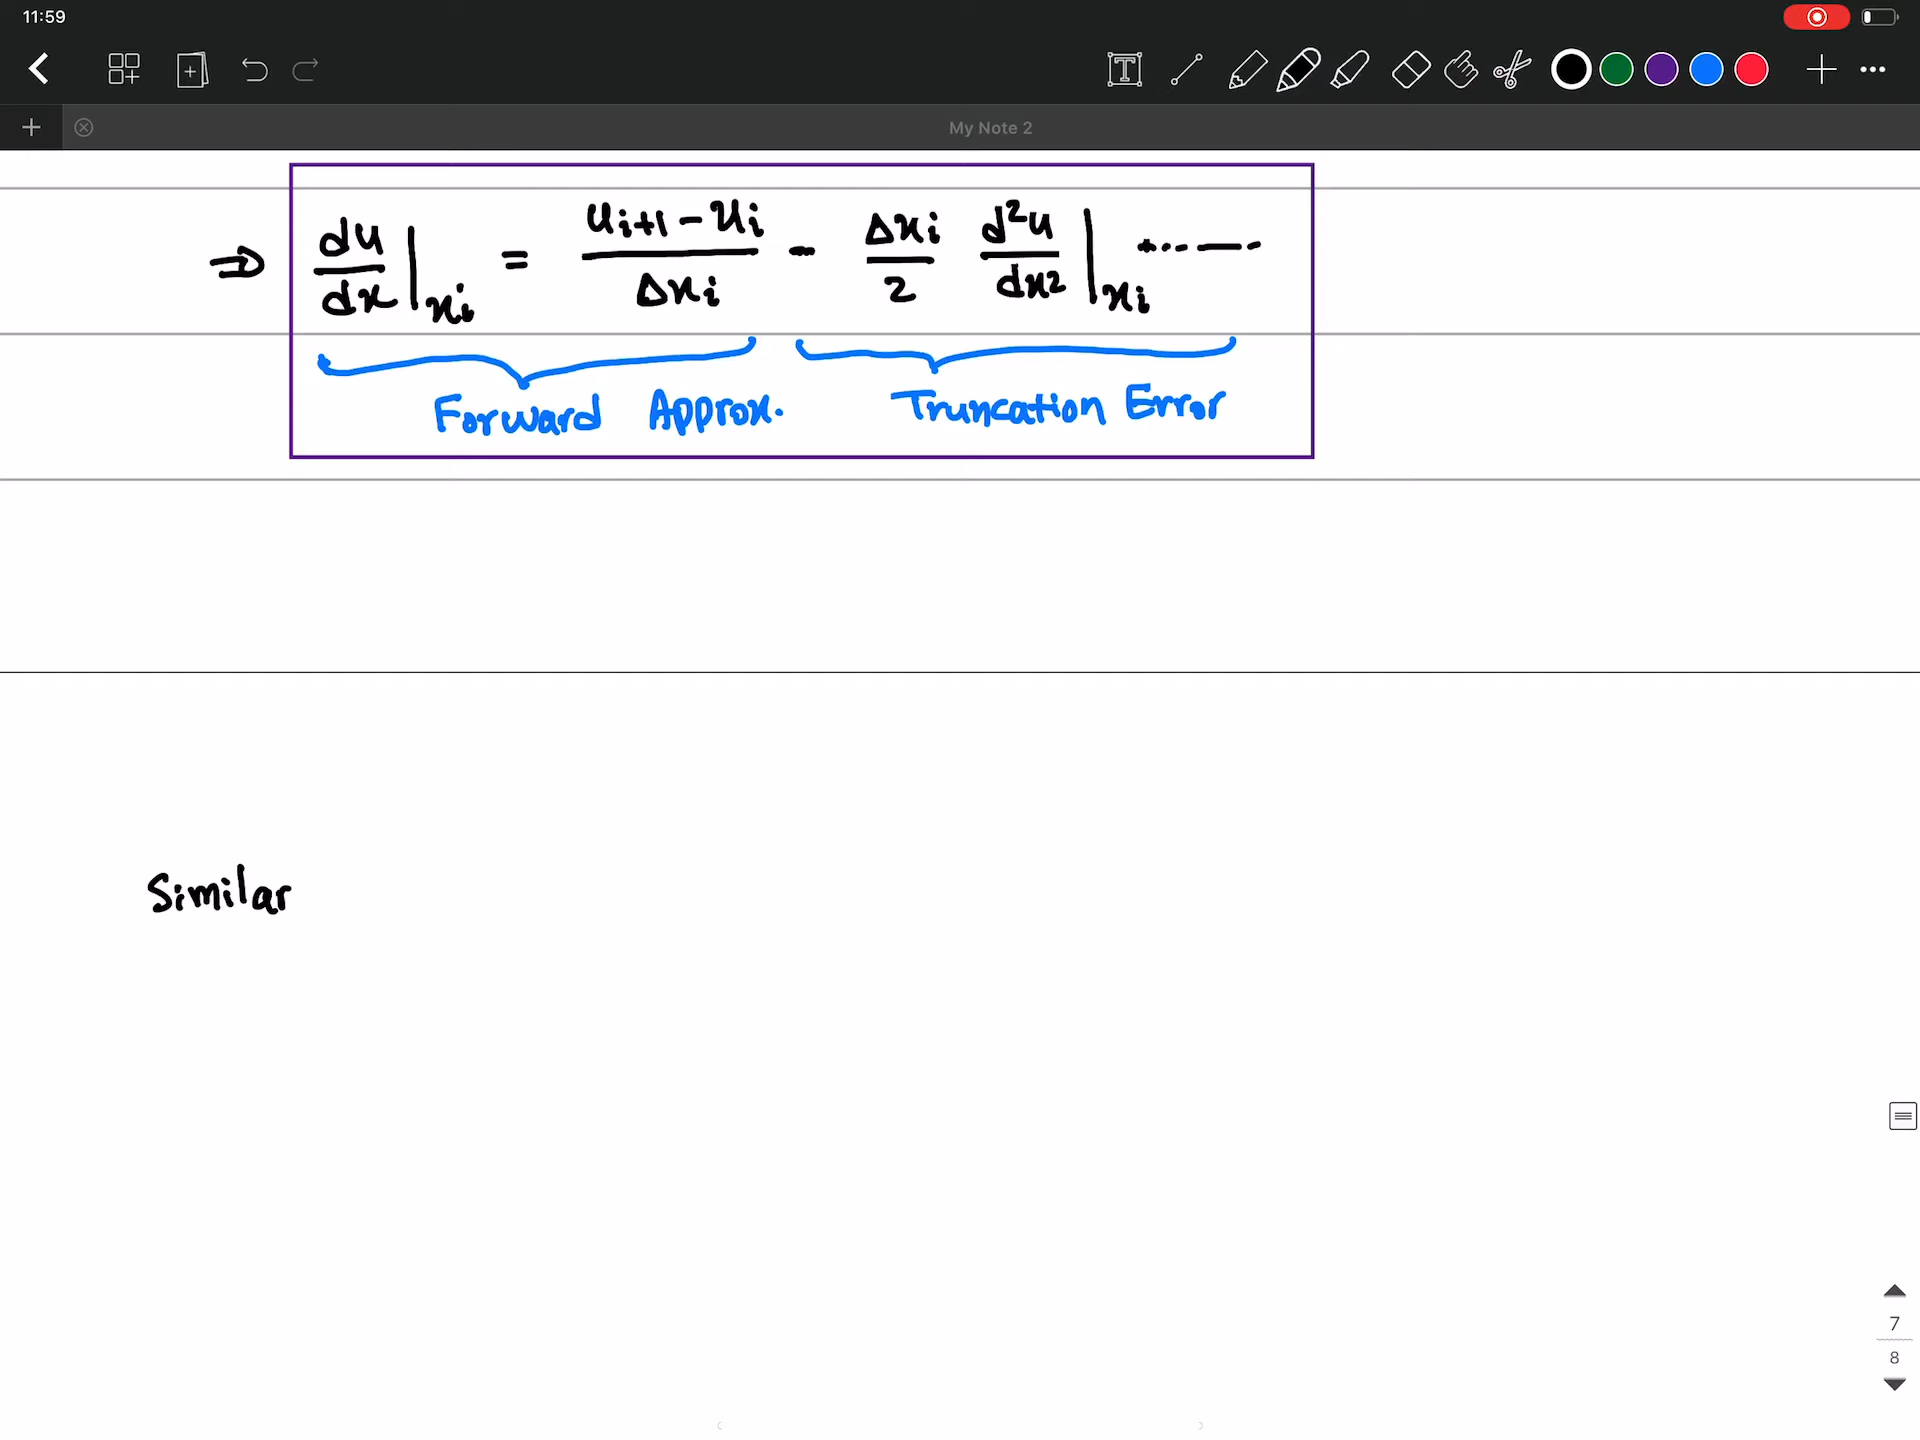 11:59
My Note 2
⇒ du/dx |xi = (ui+1 - ui)/Δxi - Δxi/2 d²u/dx² |xi ......
Forward Approx. Truncation Error
Similar
7
8